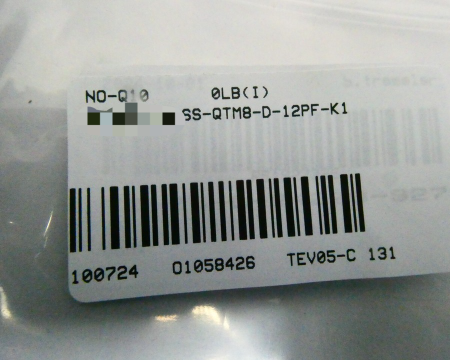 NO-Q10 0LB(I)
SS-QTM8-D-12PF-K1
100724 01058426 TEV05-C 131